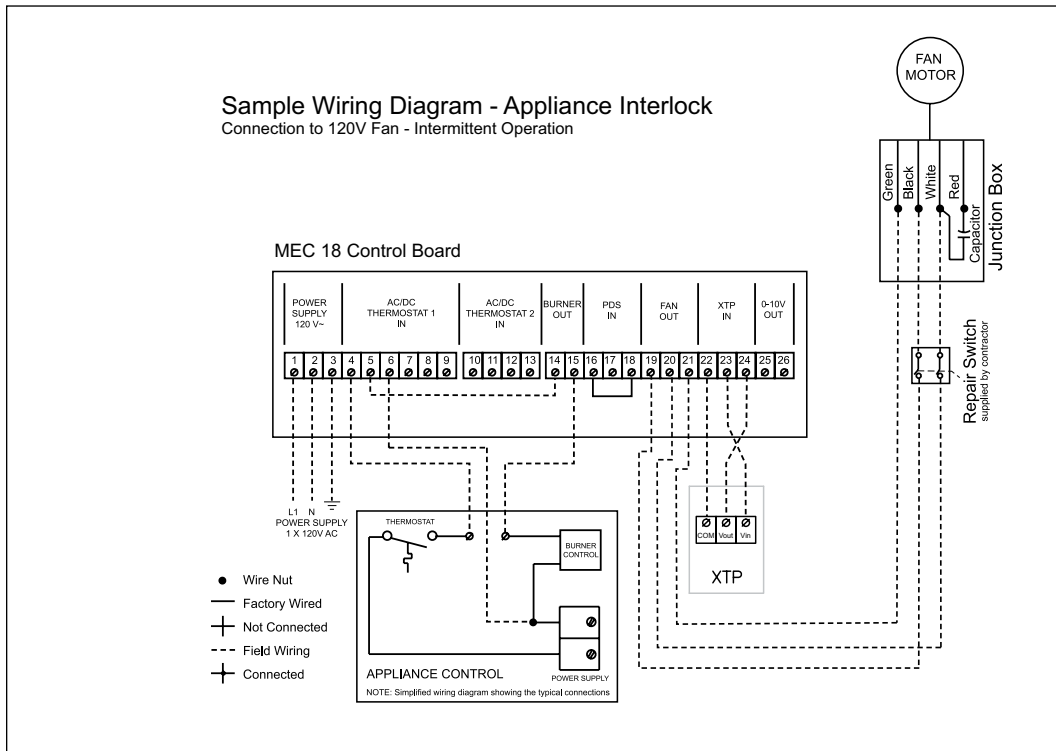 Sample Wiring Diagram - Appliance Interlock
Connection to 120V Fan - Intermittent Operation
FAN
MOTOR
Green
Black
White
Red
Capacitor
Junction Box
Repair Switch
supplied by contractor
MEC 18 Control Board
POWER
SUPPLY
120 V~
AC/DC
THERMOSTAT 1
IN
AC/DC
THERMOSTAT 2
IN
BURNER
OUT
PDS
IN
FAN
OUT
XTP
IN
0-10V
OUT
1 2 3 4 5 6 7 8 9 10 11 12 13 14 15 16 17 18 19 20 21 22 23 24 25 26
L1 N
POWER SUPPLY
1 X 120V AC
THERMOSTAT
BURNER
CONTROL
POWER SUPPLY
APPLIANCE CONTROL
NOTE: Simplified wiring diagram showing the typical connections
COM Vout Vin
XTP
Wire Nut
Factory Wired
Not Connected
Field Wiring
Connected